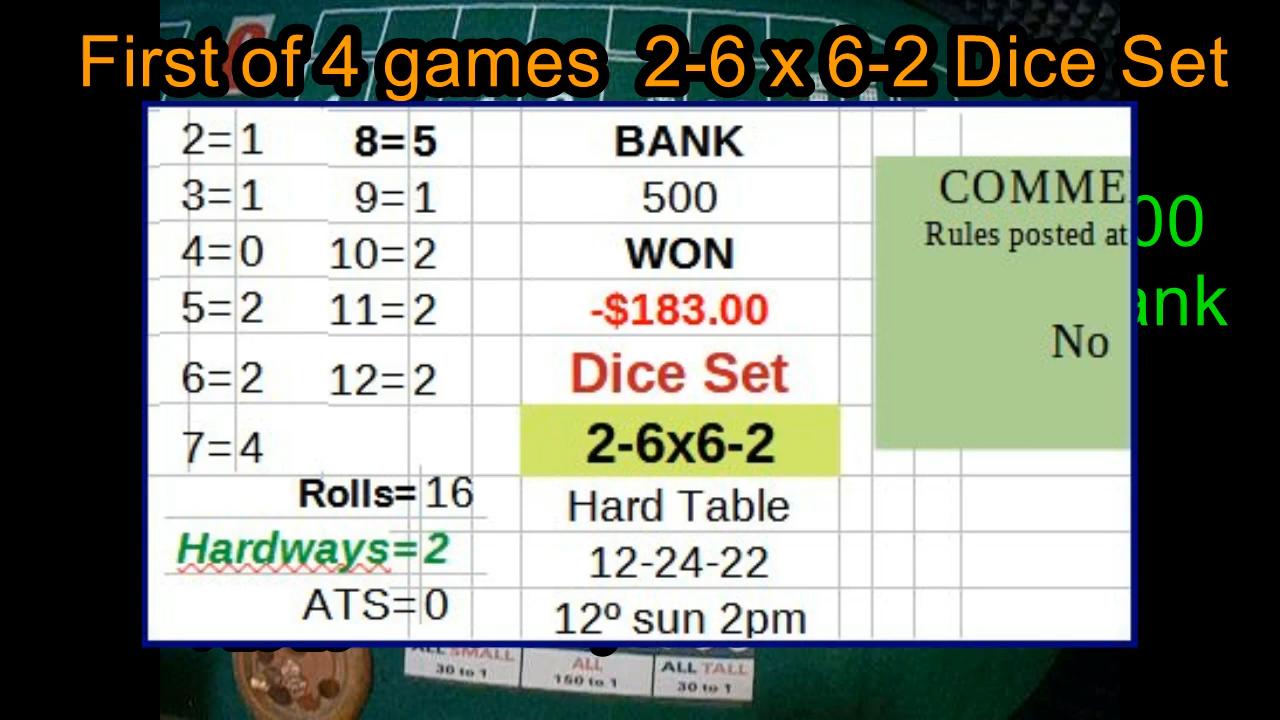 First of 4 games 2-6 x 6-2 Dice Set
2=1 8=5 BANK
3=1 9=1 500
4=0 10=2 WON
5=2 11=2 -$183.00
6=2 12=2 Dice Set
7=4 2-6x6-2
Rolls=16 Hard Table
Hardways=2 12-24-22
ATS=0 12º sun 2pm
Rules posted at
No
00
ALL SMALL ALL ALL TALL
30 to 1 150 to 1 30 to 1